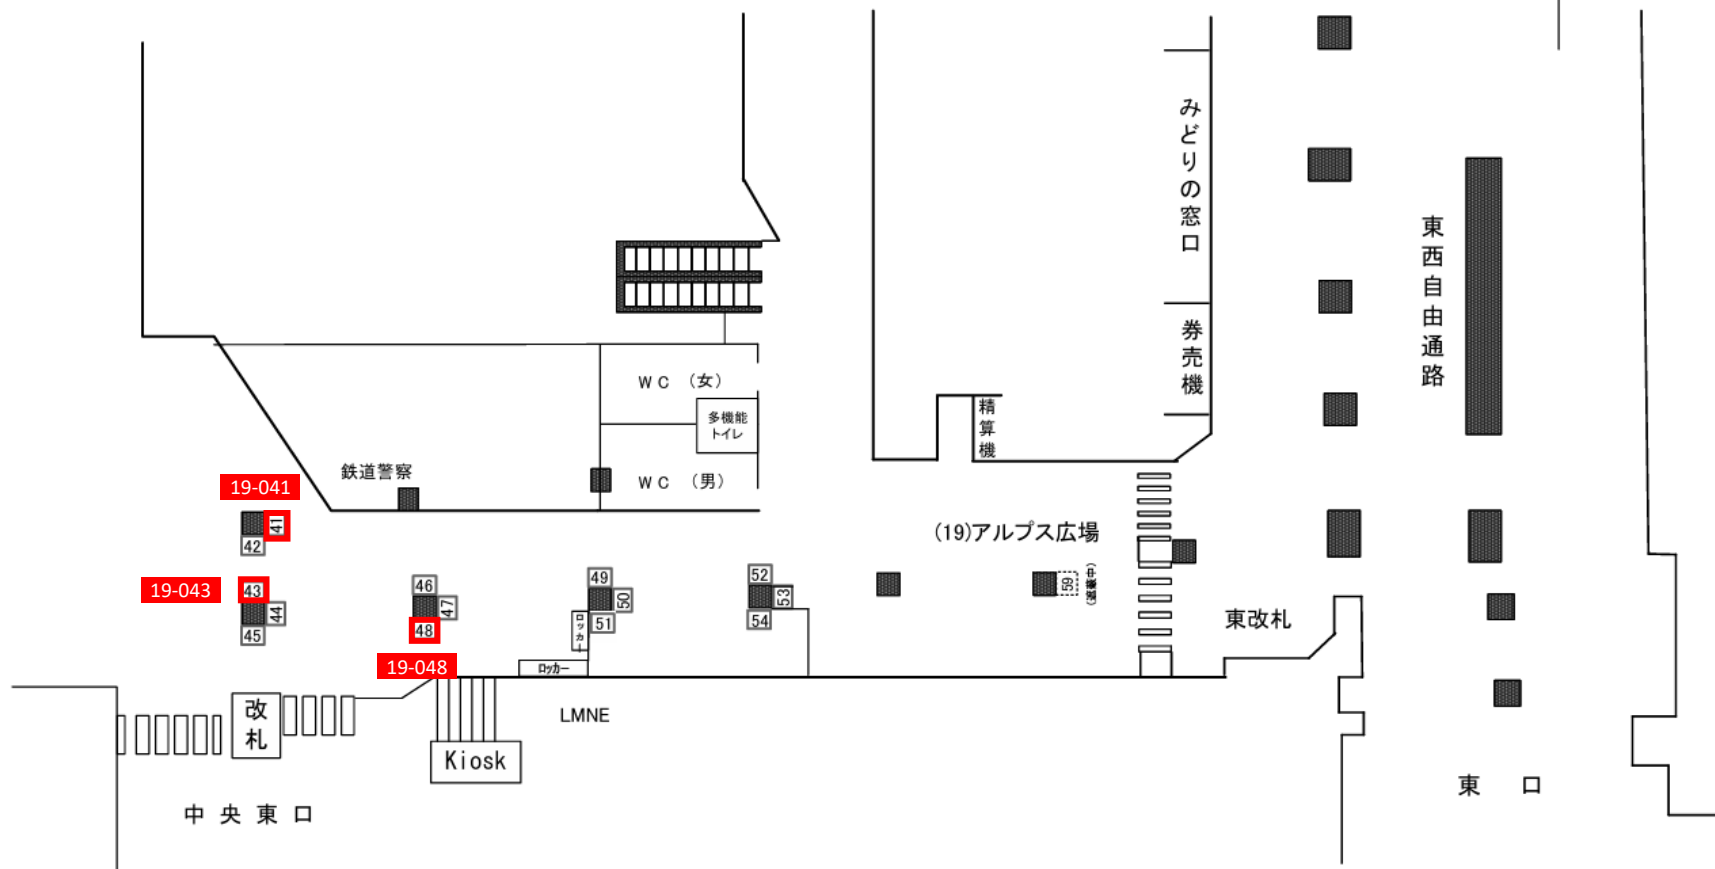 みどりの窓口
券売機
東西自由通路
WC (女)
多機能
トイレ
精算機
鉄道警察
WC (男)
19-041
41
42
(19)アルプス広場
19-043
43
44
45
46
47
48
49
50
51
52
53
54
59
ロッカー
東改札
19-048
ロッカー
改札
LMNE
Kiosk
中央東口
東口